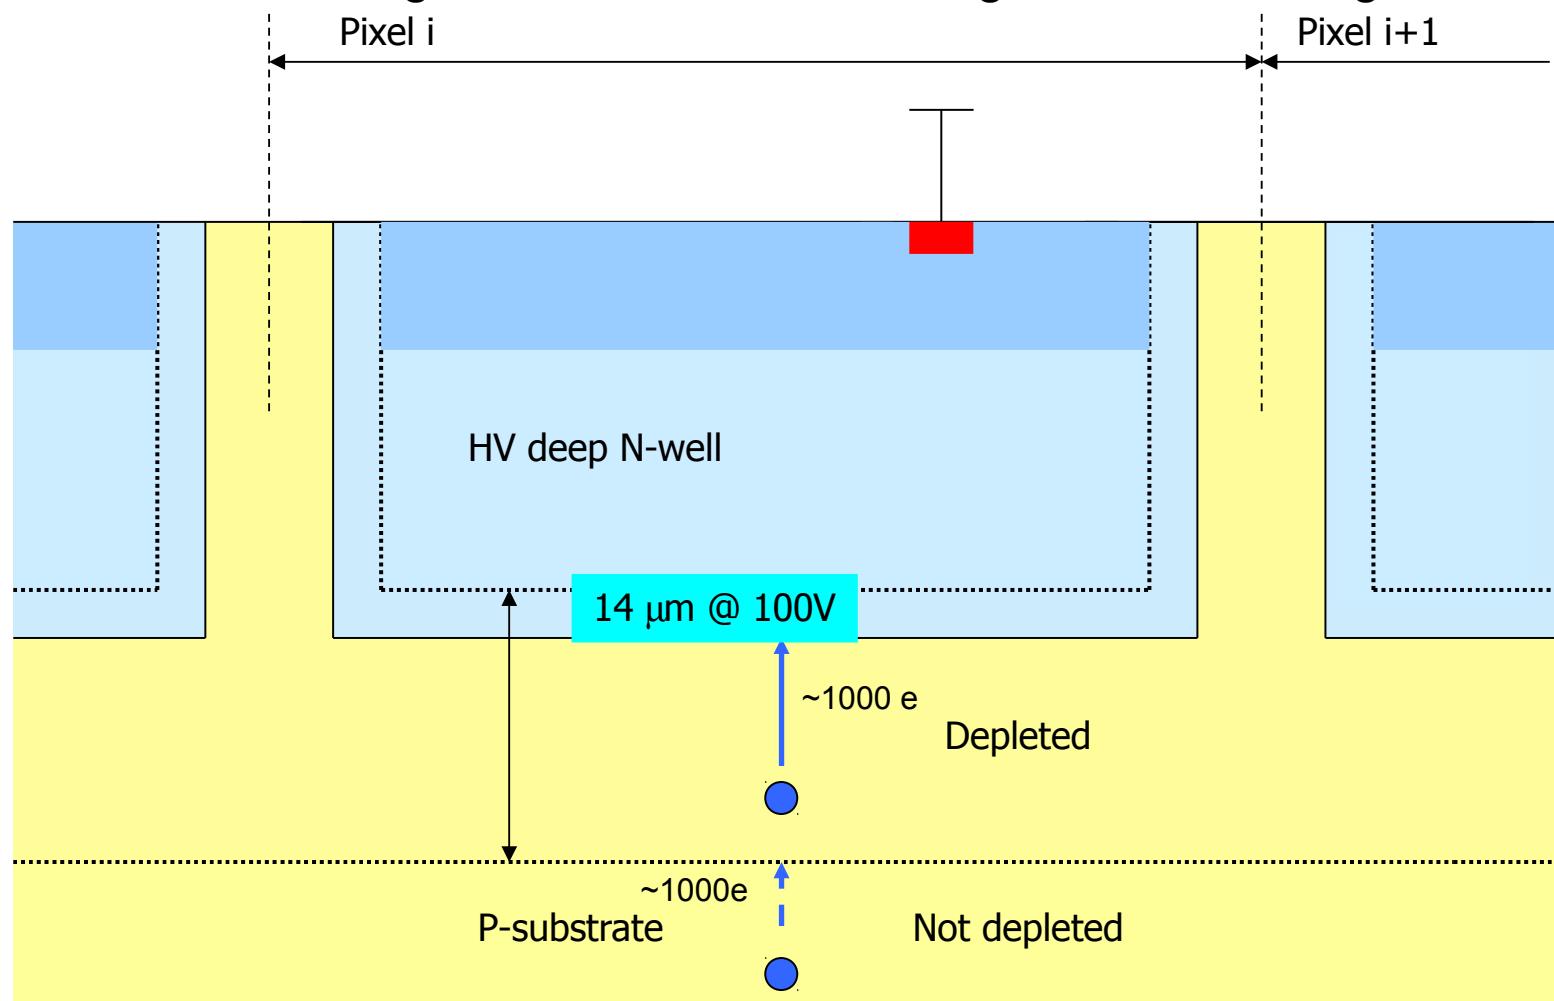 Pixel i
Pixel i+1
HV deep N-well
14 μm @ 100V
~1000 e
Depleted
~1000e
P-substrate
Not depleted